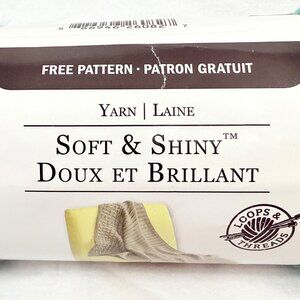 FREE PATTERN · PATRON GRATUIT
YARN | LAINE
SOFT & SHINY™
DOUX ET BRILLANT
LOOPS &
THREADS